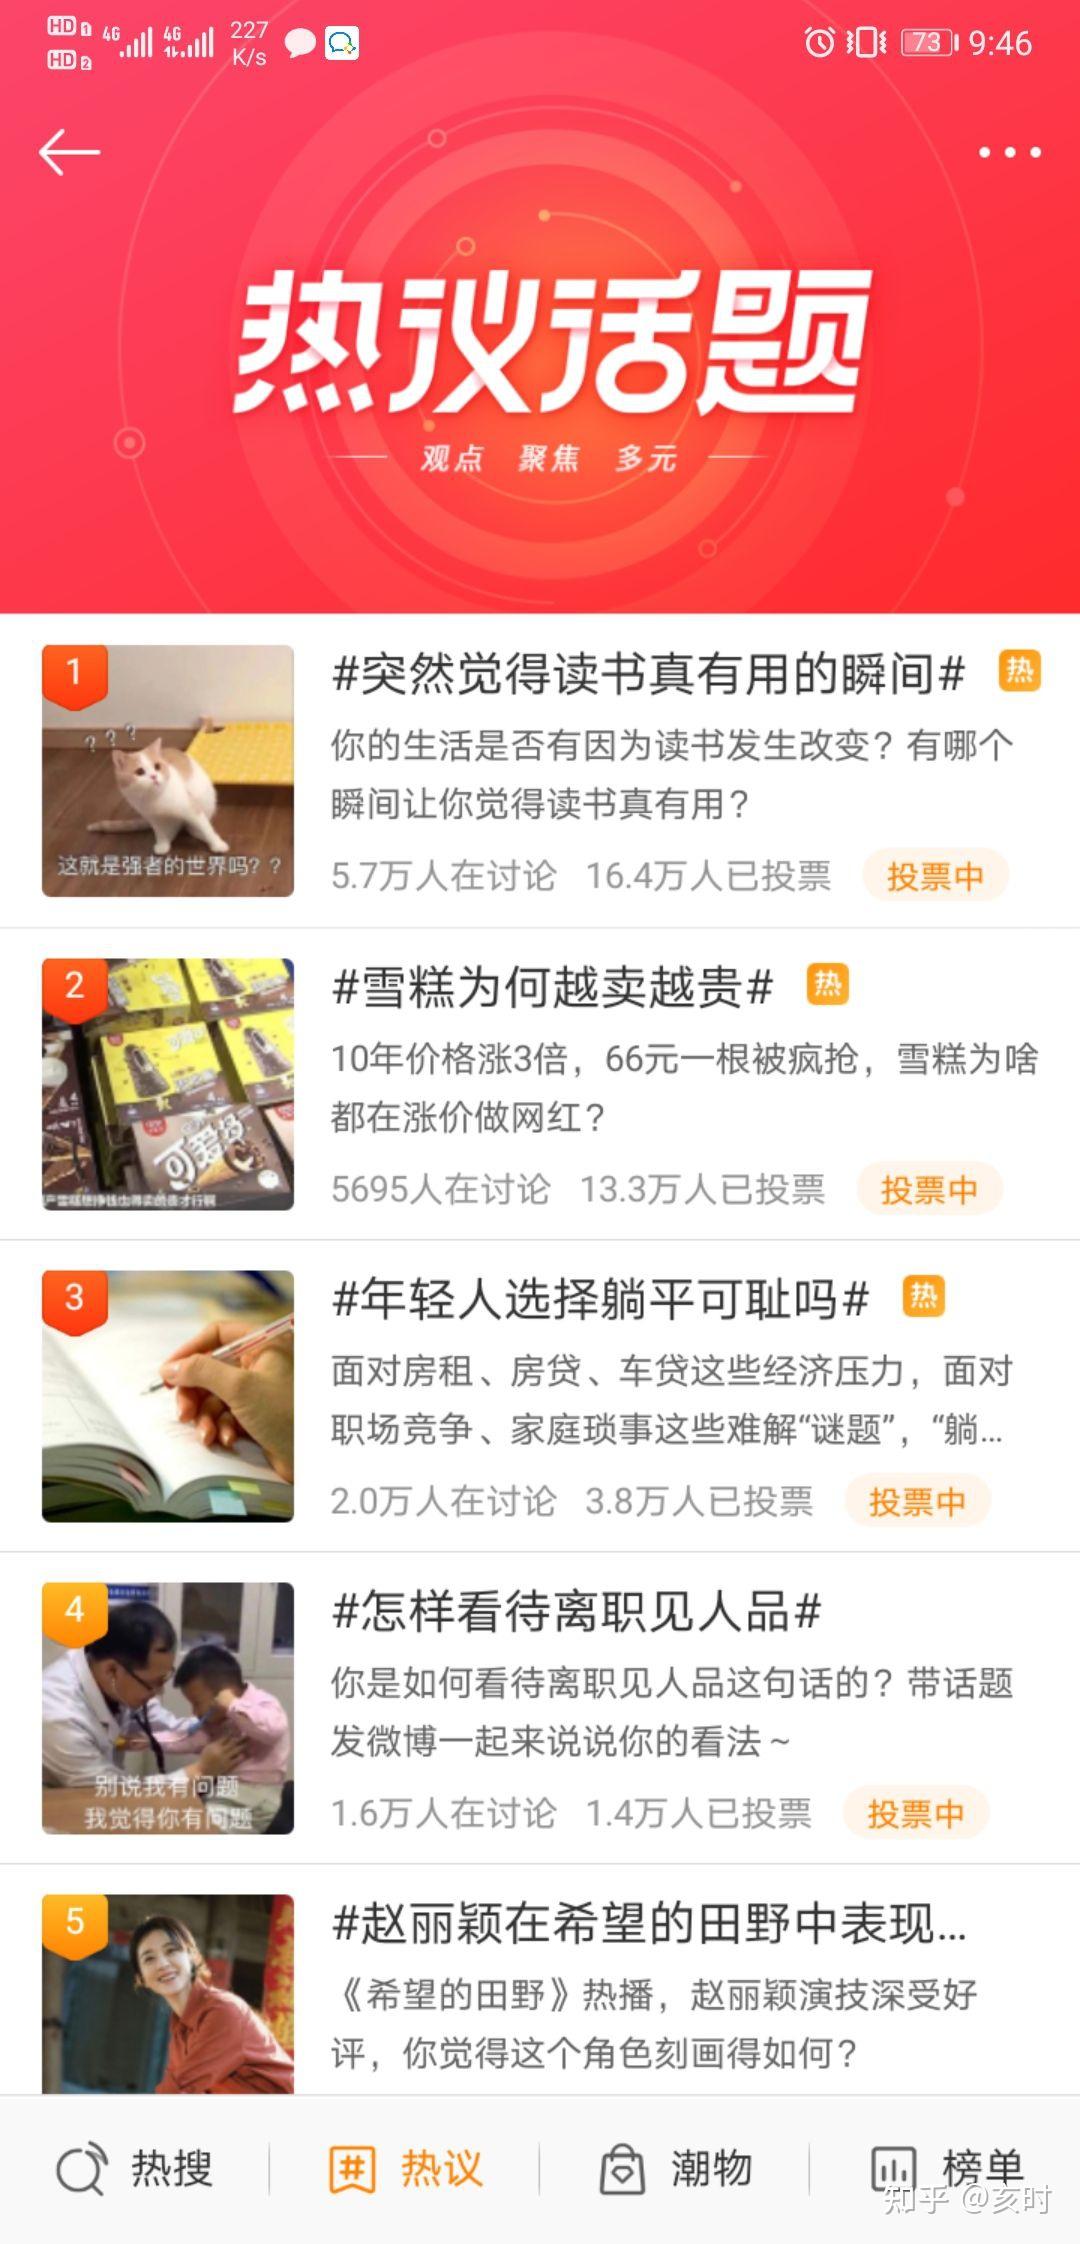 HD 1 4G 4G 227
HD 2 K/s
73 9:46
热议话题
观点 聚焦 多元
1
？？？
这就是强者的世界吗？？
#突然觉得读书真有用的瞬间# 热
你的生活是否有因为读书发生改变？有哪个
瞬间让你觉得读书真有用？
5.7万人在讨论 16.4万人已投票 投票中
2
可爱多
#雪糕为何越卖越贵# 热
10年价格涨3倍，66元一根被疯抢，雪糕为啥
都在涨价做网红？
5695人在讨论 13.3万人已投票 投票中
3
#年轻人选择躺平可耻吗# 热
面对房租、房贷、车贷这些经济压力，面对
职场竞争、家庭琐事这些难解“谜题”，“躺...
2.0万人在讨论 3.8万人已投票 投票中
4
别说我有问题
我觉得你有问题
#怎样看待离职见人品#
你是如何看待离职见人品这句话的？带话题
发微博一起来说说你的看法～
1.6万人在讨论 1.4万人已投票 投票中
5
#赵丽颖在希望的田野中表现...
《希望的田野》热播，赵丽颖演技深受好
评，你觉得这个角色刻画得如何？
热搜 热议 潮物 榜单
知乎 @亥时